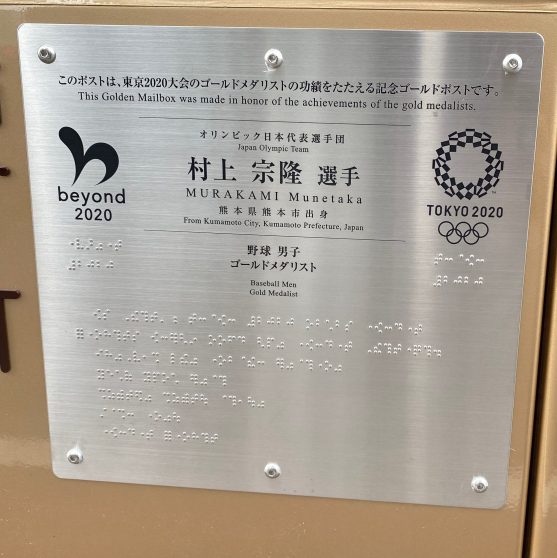 このポストは、東京2020大会のゴールドメダリストの功績をたたえる記念ゴールドポストです。
This Golden Mailbox was made in honor of the achievements of the gold medalists.
オリンピック日本代表選手団
Japan Olympic Team
村上 宗隆 選手
MURAKAMI Munetaka
熊本県熊本市出身
From Kumamoto City, Kumamoto Prefecture, Japan
beyond
2020
TOKYO 2020
野球 男子
ゴールドメダリスト
Baseball Men
Gold Medalist